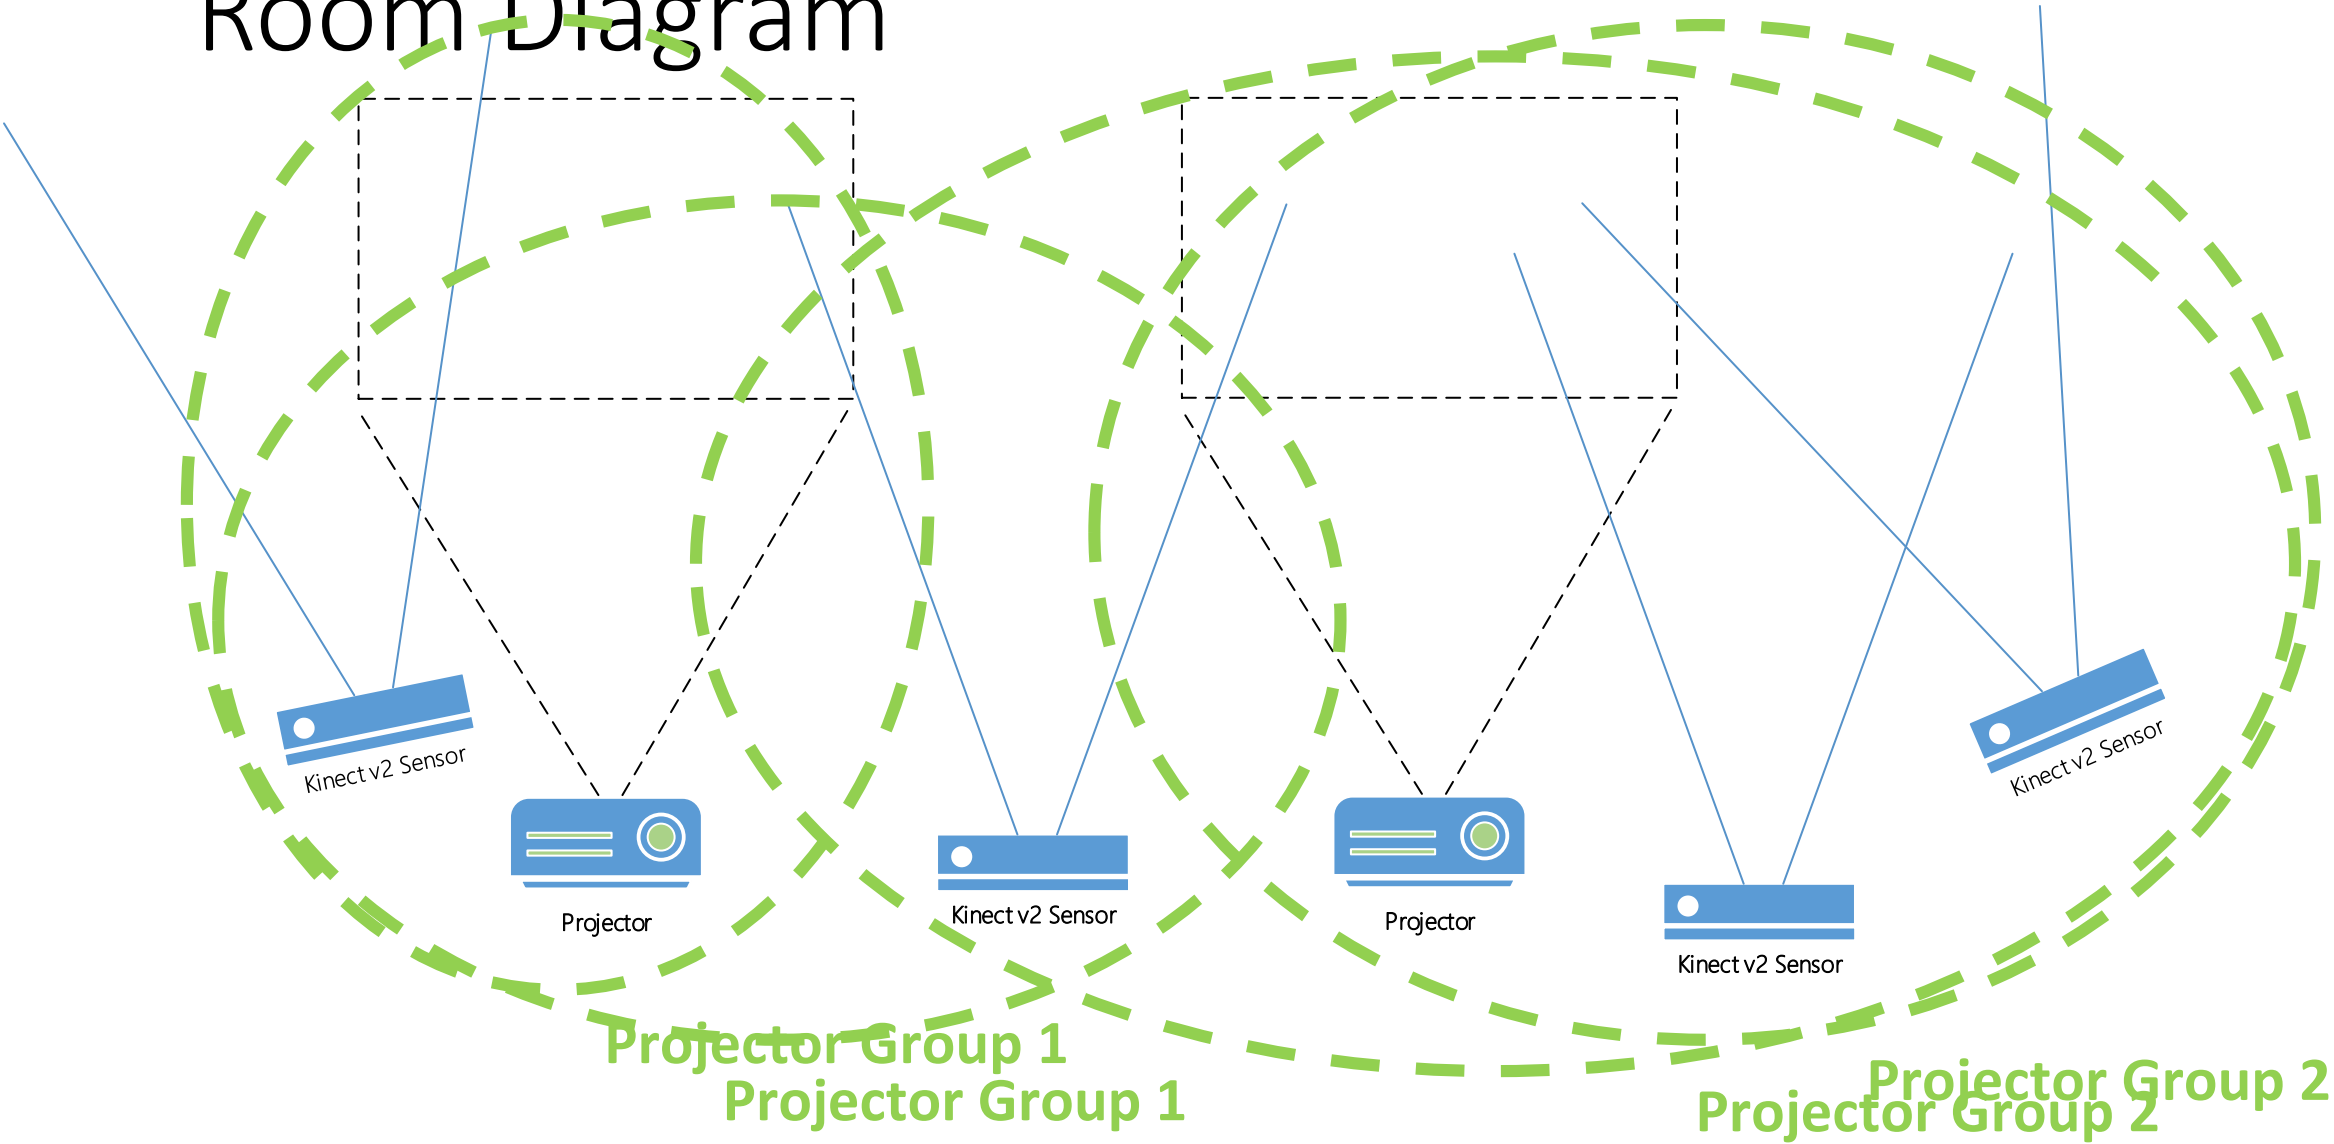 Room Diagram
Kinect v2 Sensor
Kinect v2 Sensor
Projector
Kinect v2 Sensor
Projector
Kinect v2 Sensor
Projector Group 1
Projector Group 1
Projector Group 2
Projector Group 2